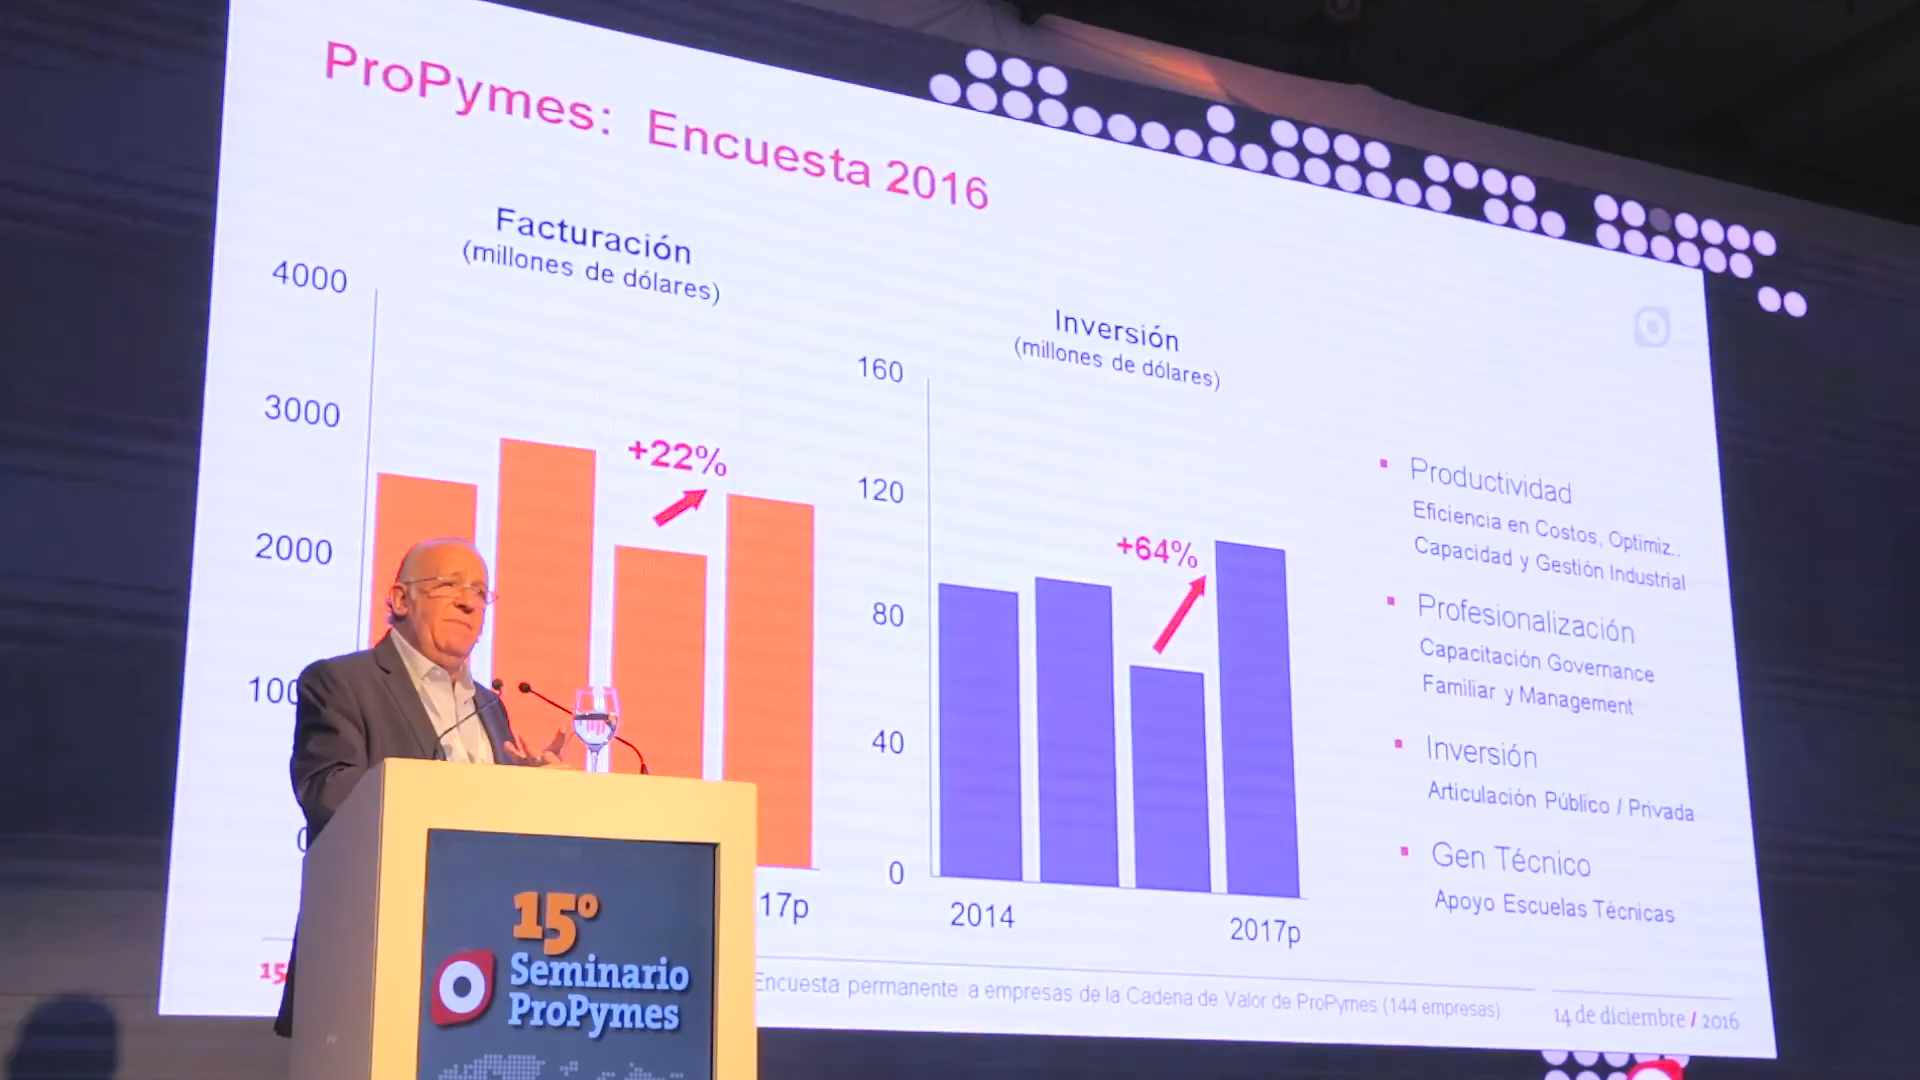 ProPymes: Encuesta 2016
Facturación
(millones de dólares)
4000
3000
2000
100
0
+22%
17p
Inversión
(millones de dólares)
160
120
80
40
0
+64%
2014
2017p
Productividad
Eficiencia en Costos, Optimiz..
Capacidad y Gestión Industrial
Profesionalización
Capacitación Governance
Familiar y Management
Inversión
Articulación Público / Privada
Gen Técnico
Apoyo Escuelas Técnicas
15
Encuesta permanente a empresas de la Cadena de Valor de ProPymes (144 empresas)
14 de diciembre / 2016
15º
Seminario
ProPymes